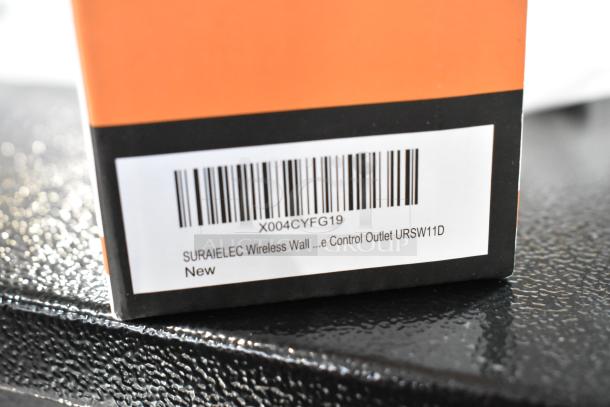 X004CYFG19
SURAIELEC Wireless Wall ...e Control Outlet URSW11D
New